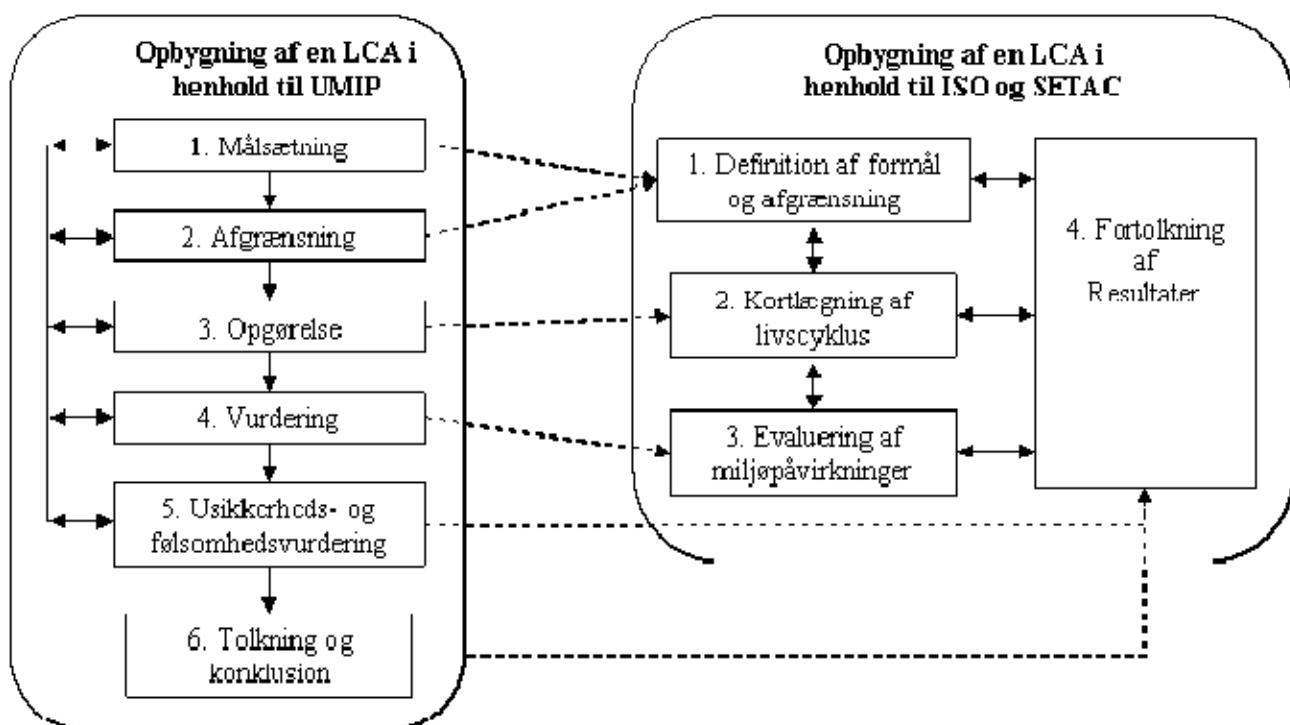 Opbygning af en LCA i
henhold til UMIP
1. Målsætning
2. Afgrænsning
3. Opgørelse
4. Vurdering
5. Usikkerheds- og
følsomhedsvurdering
6. Tolkning og
konklusion
Opbygning af en LCA i
henhold til ISO og SETAC
1. Definition af formål
og afgrænsning
2. Kortlægning af
livscyklus
3. Evaluering af
miljøpåvirkninger
4. Fortolkning
af
Resultater